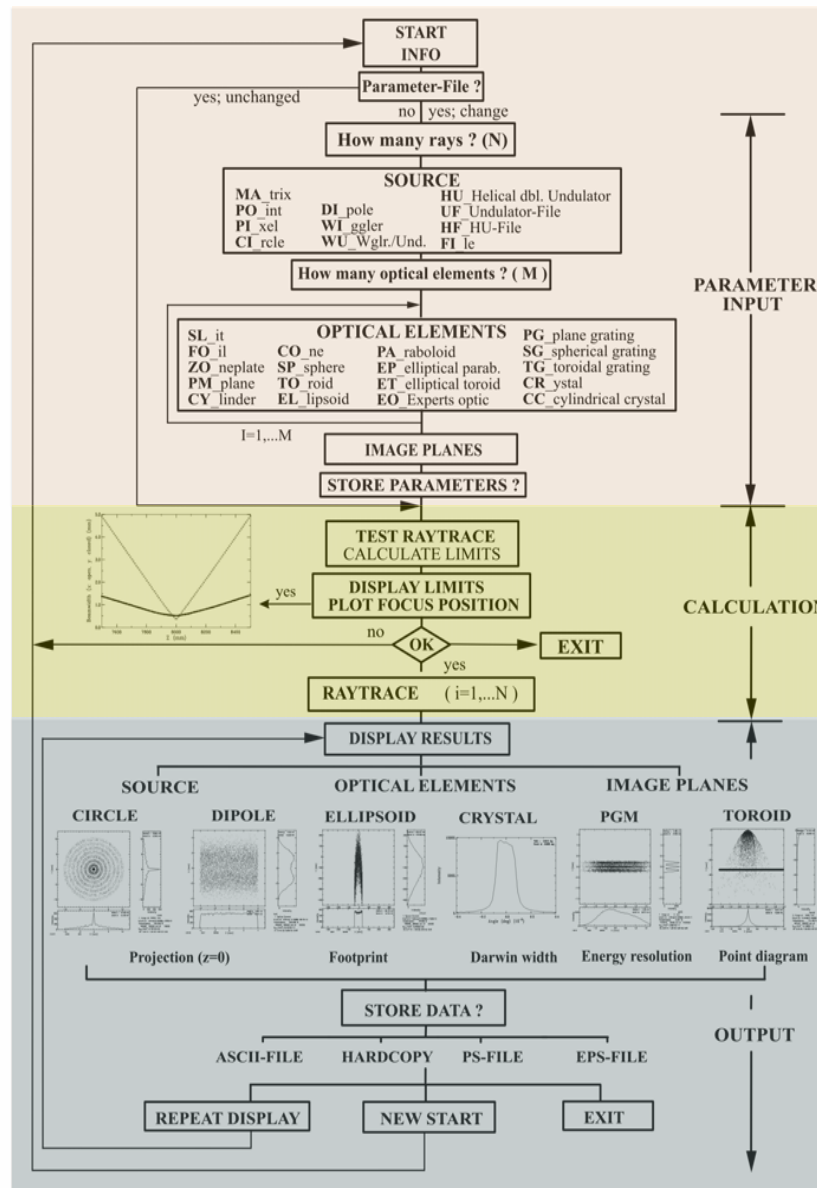 START
INFO
Parameter-File ?
yes; unchanged
no
yes; change
How many rays ? (N)
SOURCE
MA_trix
PO_int
PI_xel
CI_rcle
DI_pole
WI_ggler
WU_Wglr./Und.
HU_Helical dbl. Undulator
UF_Undulator-File
HF_HU-File
FI_le
How many optical elements ? ( M )
PARAMETER
INPUT
OPTICAL ELEMENTS
SL_it
FO_il
ZO_neplate
PM_plane
CY_linder
CO_ne
SP_sphere
TO_roid
EL_lipsoid
PA_raboloid
EP_elliptical parab.
ET_elliptical toroid
EO_Experts optic
PG_plane grating
SG_spherical grating
TG_toroidal grating
CR_ystal
CC_cylindrical crystal
I=1,...M
IMAGE PLANES
STORE PARAMETERS ?
TEST RAYTRACE
CALCULATE LIMITS
DISPLAY LIMITS
PLOT FOCUS POSITION
yes
CALCULATION
no
OK
EXIT
yes
RAYTRACE ( i=1,...N )
DISPLAY RESULTS
SOURCE
OPTICAL ELEMENTS
IMAGE PLANES
CIRCLE
DIPOLE
ELLIPSOID
CRYSTAL
PGM
TOROID
Projection (z=0)
Footprint
Darwin width
Energy resolution
Point diagram
STORE DATA ?
OUTPUT
ASCII-FILE
HARDCOPY
PS-FILE
EPS-FILE
REPEAT DISPLAY
NEW START
EXIT